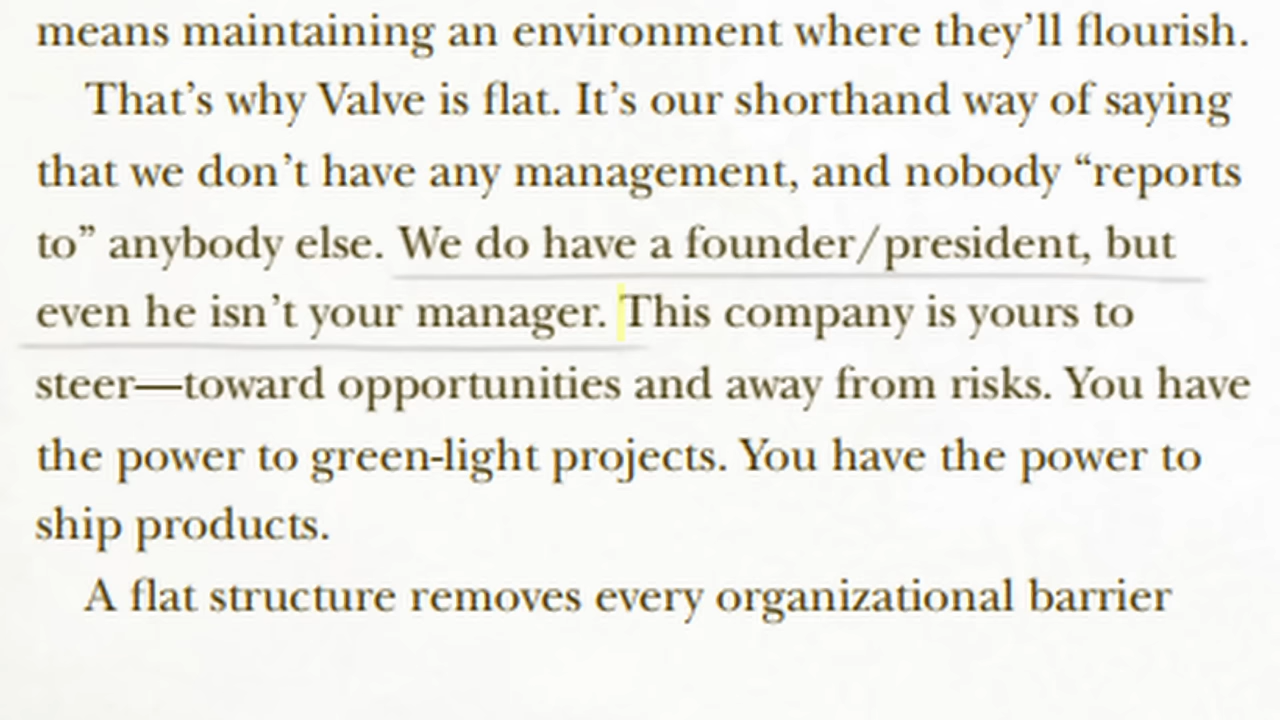 means maintaining an environment where they’ll flourish.
That’s why Valve is flat. It’s our shorthand way of saying
that we don’t have any management, and nobody “reports
to” anybody else. We do have a founder/president, but
even he isn’t your manager. This company is yours to
steer—toward opportunities and away from risks. You have
the power to green-light projects. You have the power to
ship products.
A flat structure removes every organizational barrier